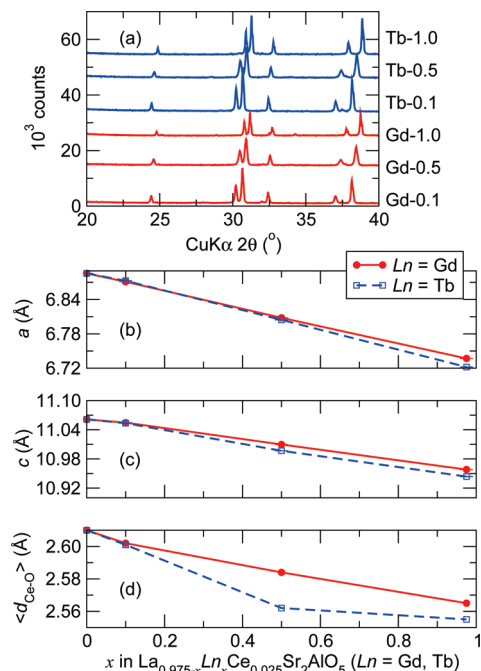 (a)
Tb-1.0
Tb-0.5
Tb-0.1
Gd-1.0
Gd-0.5
Gd-0.1
10³ counts
60
40
20
0
20 25 30 35 40
CuKα 2θ (°)
Ln = Gd
Ln = Tb
a (Å)
6.84
6.78
6.72
(b)
c (Å)
11.10
11.04
10.98
10.92
(c)
<d_Ce-O> (Å)
2.60
2.58
2.56
(d)
0 0.2 0.4 0.6 0.8 1
x in La₀.₉₇₅₋ₓLnₓCe₀.₀₂₅Sr₂AlO₅ (Ln = Gd, Tb)